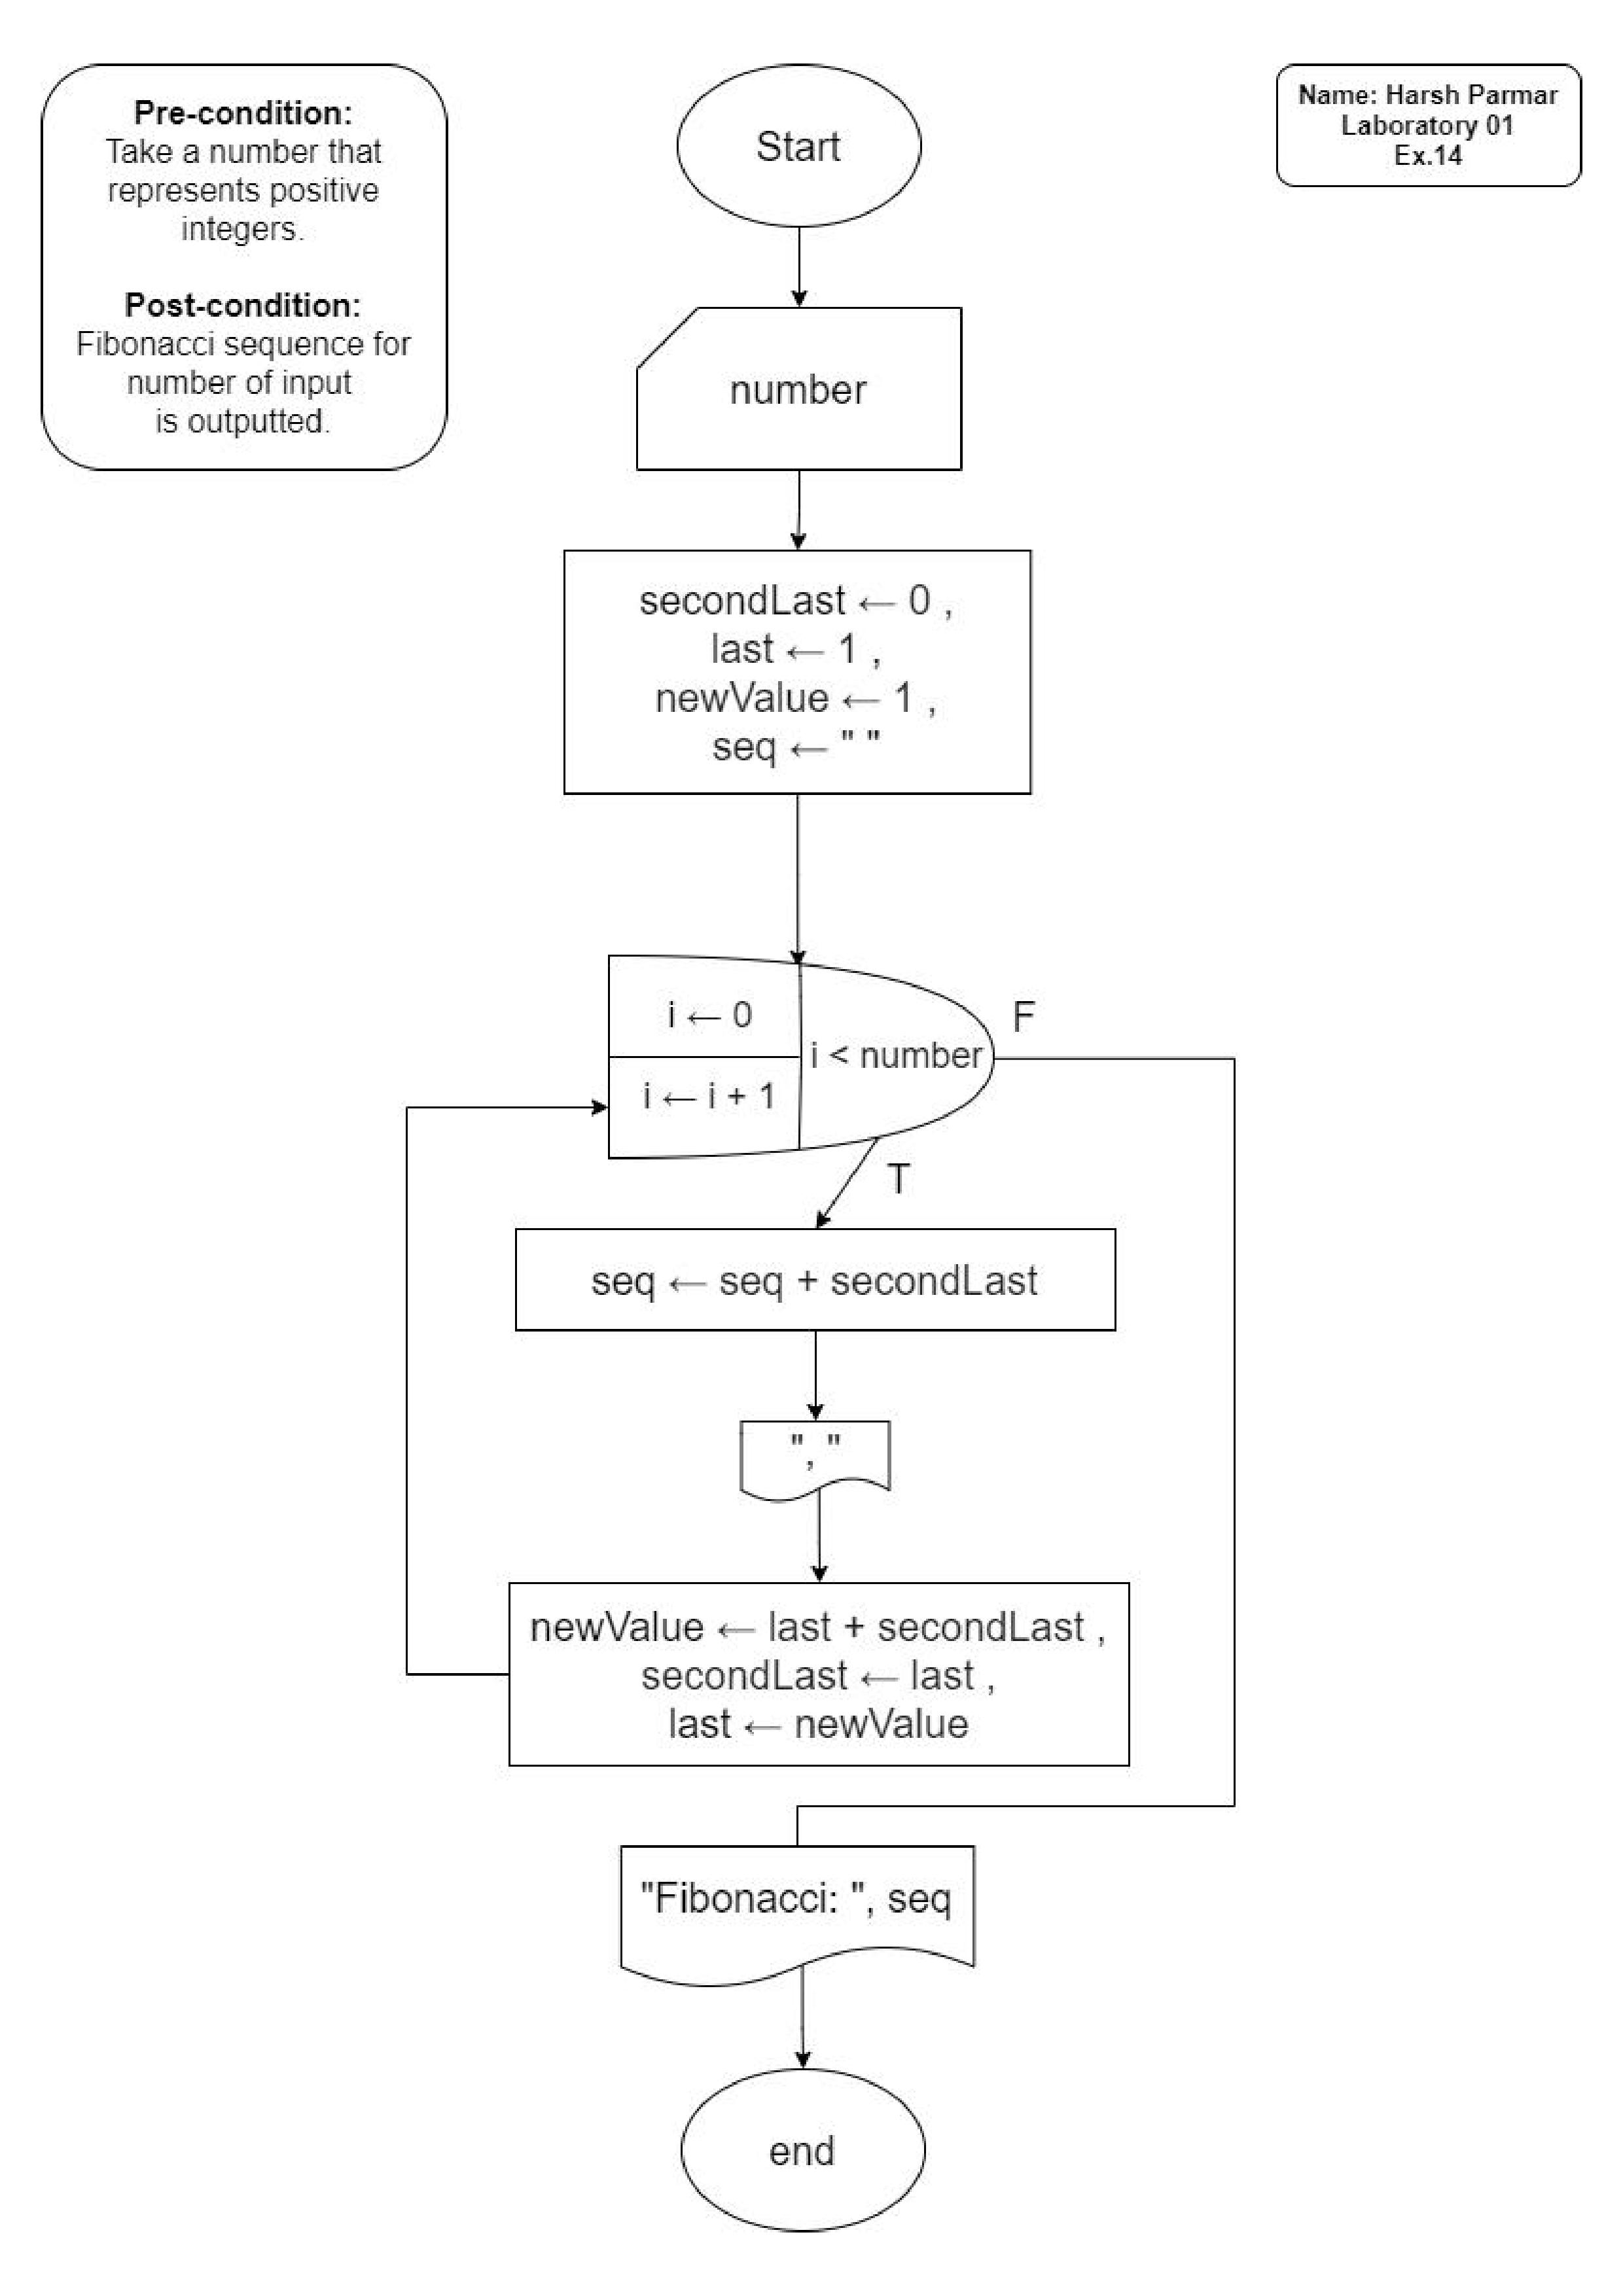 Pre-condition:
Take a number that
represents positive
integers.
Post-condition:
Fibonacci sequence for
number of input
is outputted.
Name: Harsh Parmar
Laboratory 01
Ex.14
Start
number
secondLast ← 0 ,
last ← 1 ,
newValue ← 1 ,
seq ← " "
i ← 0
i ← i + 1
i < number
F
T
seq ← seq + secondLast
", "
newValue ← last + secondLast ,
secondLast ← last ,
last ← newValue
"Fibonacci: ", seq
end